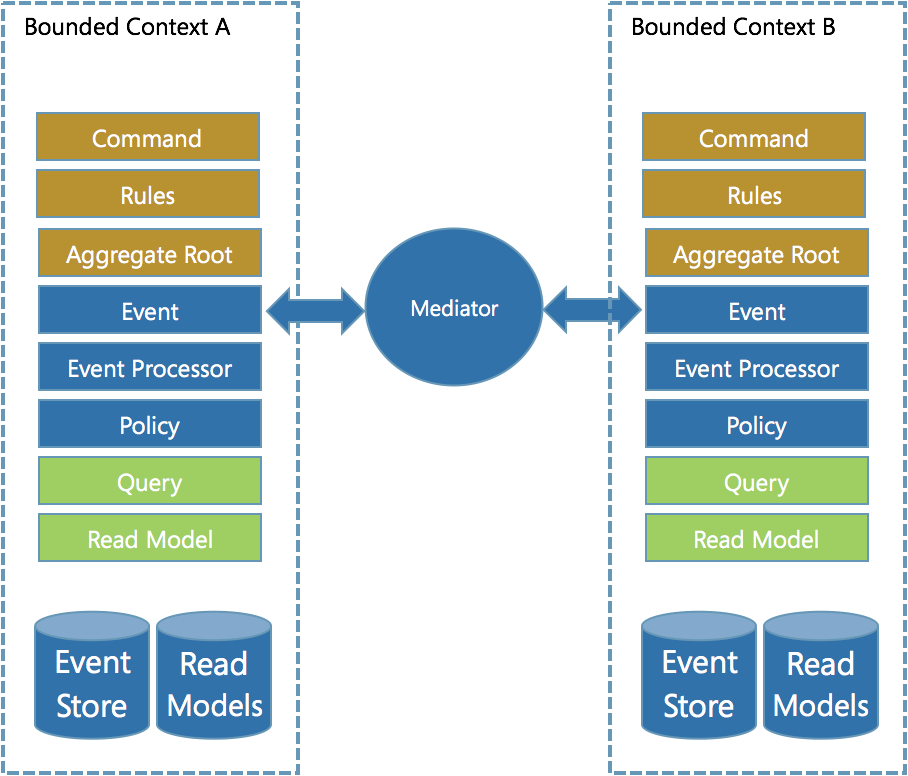 Bounded Context A
Command
Rules
Aggregate Root
Event
Event Processor
Policy
Query
Read Model
Event
Store
Read
Models
Mediator
Bounded Context B
Command
Rules
Aggregate Root
Event
Event Processor
Policy
Query
Read Model
Event
Store
Read
Models